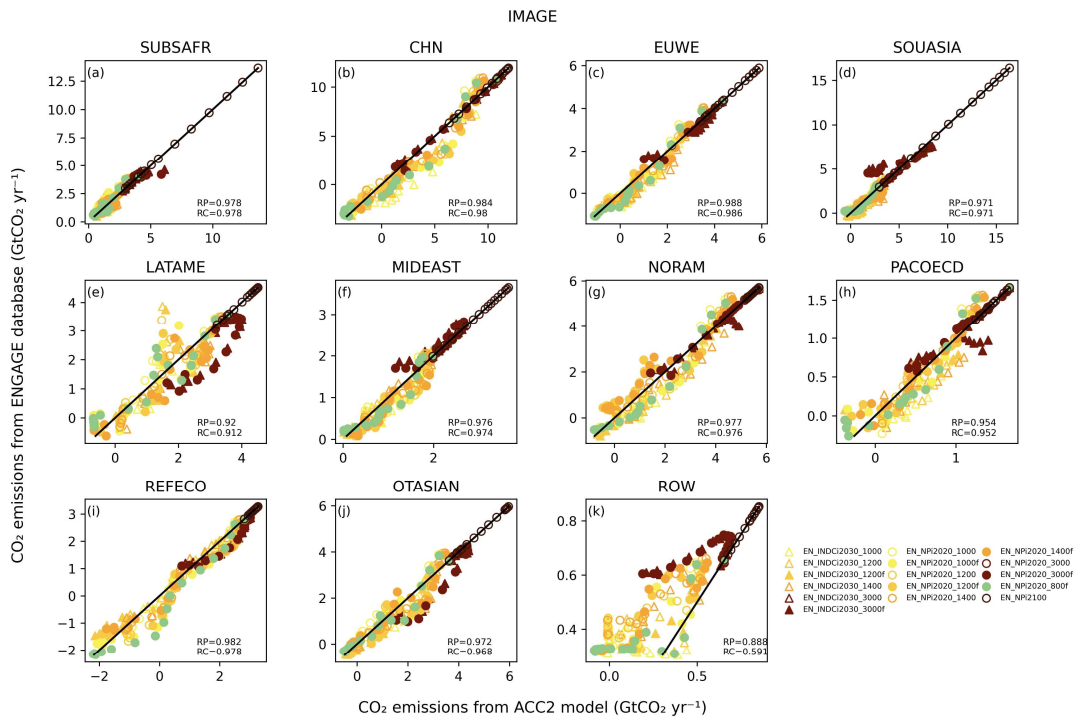 IMAGE
SUBSAFR
CHN
EUWE
SOUASIA
(a)
(b)
(c)
(d)
12.5
10.0
7.5
5.0
2.5
0.0
10
0
6
4
2
0
15
10
5
0
RP=0.978
RC=0.978
RP=0.984
RC=0.98
RP=0.988
RC=0.986
RP=0.971
RC=0.971
0 5 10
0 5 10
0 2 4 6
0 5 10 15
LATAME
MIDEAST
NORAM
PACOECD
(e)
(f)
(g)
(h)
4
3
2
1
0
3
2
1
0
6
4
2
0
1.5
1.0
0.5
0.0
RP=0.92
RC=0.912
RP=0.976
RC=0.974
RP=0.977
RC=0.976
RP=0.954
RC=0.952
0 2 4
0 2
0 2 4 6
0 1
REFECO
OTASIAN
ROW
(i)
(j)
(k)
3
2
1
0
−1
−2
6
4
2
0
0.8
0.6
0.4
RP=0.982
RC=0.978
RP=0.972
RC=0.968
RP=0.888
RC=0.591
−2 0 2
0 2 4 6
0.0 0.5
EN_INDCi2030_1000
EN_INDCi2030_1200
EN_INDCi2030_1200f
EN_INDCi2030_1400
EN_INDCi2030_3000
EN_INDCi2030_3000f
EN_NPi2020_1000
EN_NPi2020_1000f
EN_NPi2020_1200
EN_NPi2020_1200f
EN_NPi2020_1400
EN_NPi2020_1400f
EN_NPi2020_3000
EN_NPi2020_3000f
EN_NPi2020_800f
EN_NPi2100
CO₂ emissions from ENGAGE database (GtCO₂ yr⁻¹)
CO₂ emissions from ACC2 model (GtCO₂ yr⁻¹)